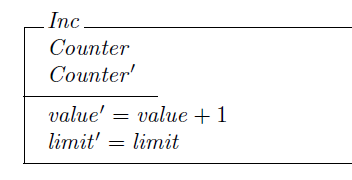 Inc
Counter
Counter′
value′ = value + 1
limit′ = limit